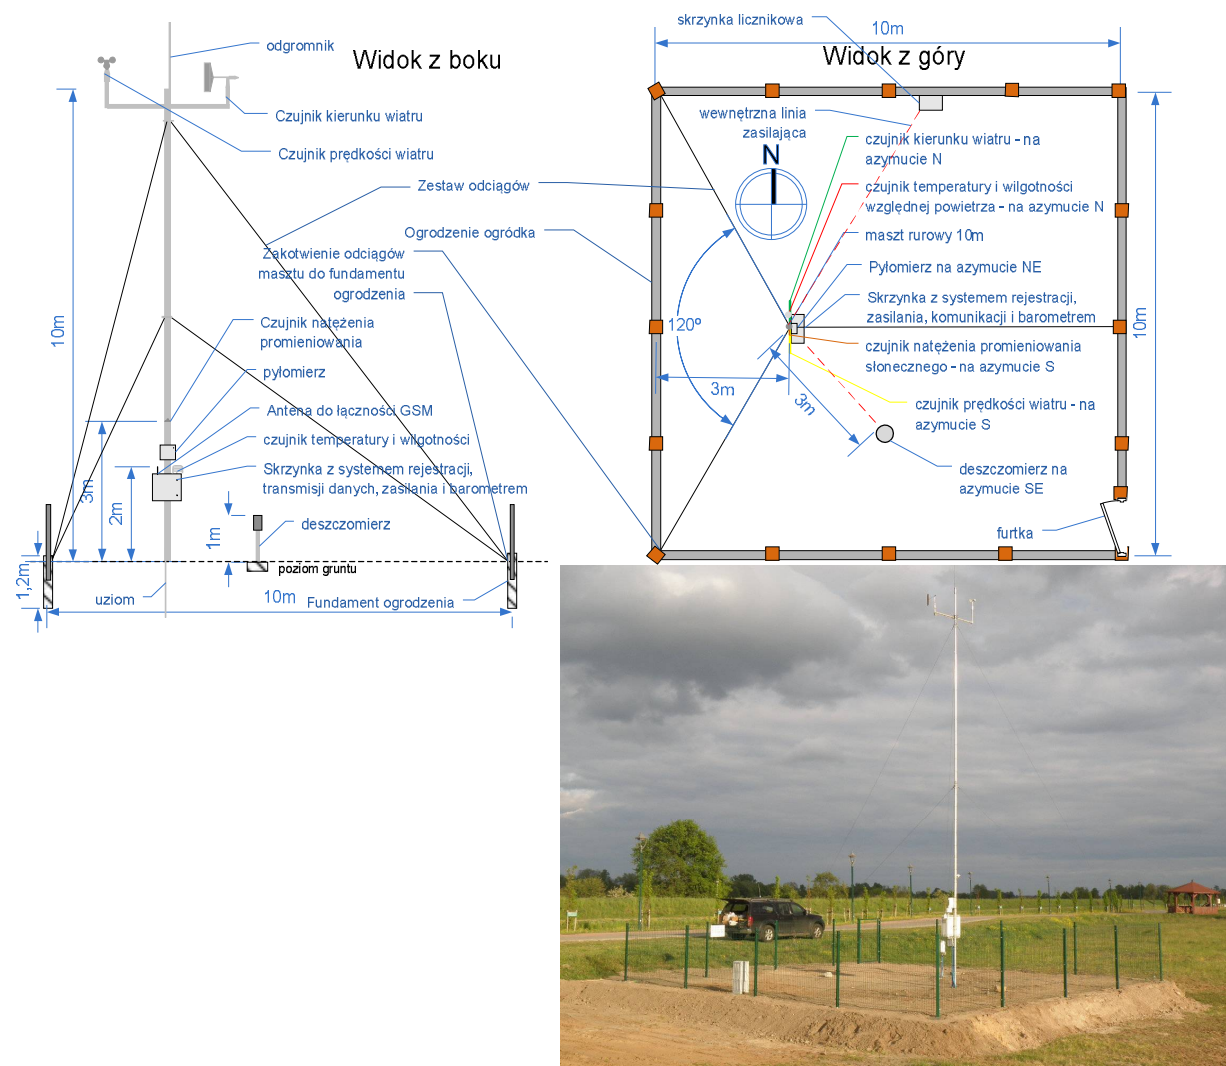 odgromnik
Widok z boku
Czujnik kierunku wiatru
Czujnik prędkości wiatru
Zestaw odciągów
Ogrodzenie ogródka
Zakotwienie odciągów
masztu do fundamentu
ogrodzenia
10m
Czujnik natężenia
promieniowania
pyłomierz
Antena do łączności GSM
czujnik temperatury i wilgotności
Skrzynka z systemem rejestracji,
transmisji danych, zasilania i barometrem
3m
2m
1m
deszczomierz
poziom gruntu
1,2m
uziom
10m
Fundament ogrodzenia
skrzynka licznikowa
10m
Widok z góry
wewnętrzna linia
zasilająca
N
czujnik kierunku wiatru - na
azymucie N
czujnik temperatury i wilgotności
względnej powietrza - na azymucie N
maszt rurowy 10m
Pyłomierz na azymucie NE
Skrzynka z systemem rejestracji,
zasilania, komunikacji i barometrem
120º
czujnik natężenia promieniowania
słonecznego - na azymucie S
3m
3m
czujnik prędkości wiatru - na
azymucie S
deszczomierz na
azymucie SE
furtka
10m